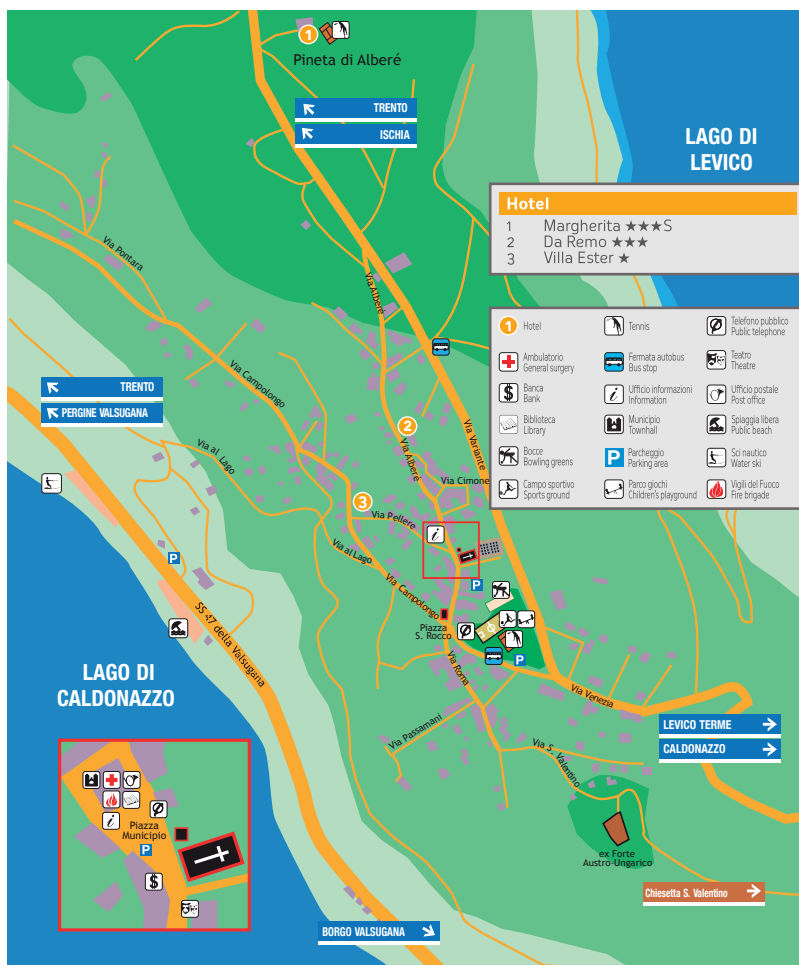 1
Pineta di Alberé
TRENTO
ISCHIA
LAGO DI
LEVICO
Hotel
1 Margherita ★★★S
2 Da Remo ★★★
3 Villa Ester ★
1 Hotel
Tennis
Telefono pubblico
Public telephone
Ambulatorio
General surgery
Fermata autobus
Bus stop
Teatro
Theatre
$ Banca
Bank
i Ufficio informazioni
Information
Ufficio postale
Post office
Biblioteca
Library
Municipio
Townhall
Spiaggia libera
Public beach
Bocce
Bowling greens
P Parcheggio
Parking area
Sci nautico
Water ski
Campo sportivo
Sports ground
Parco giochi
Children's playground
Vigili del Fuoco
Fire brigade
Via Pontara
Via Alberé
Via Campolongo
TRENTO
PERGINE VALSUGANA
2
Via Alberé
Via Variante
Via al Lago
Via Cimone
3
Via Pellere
i
Via al Lago
P
Via Campolongo
P
Piazza
S. Rocco
P
SS 47 della Valsugana
Via Roma
Via Venezia
LAGO DI
CALDONAZZO
LEVICO TERME
CALDONAZZO
Via Passamani
Via S. Valentino
i
Piazza
Municipio
P
$
ex Forte
Austro-Ungarico
Chiesetta S. Valentino
BORGO VALSUGANA